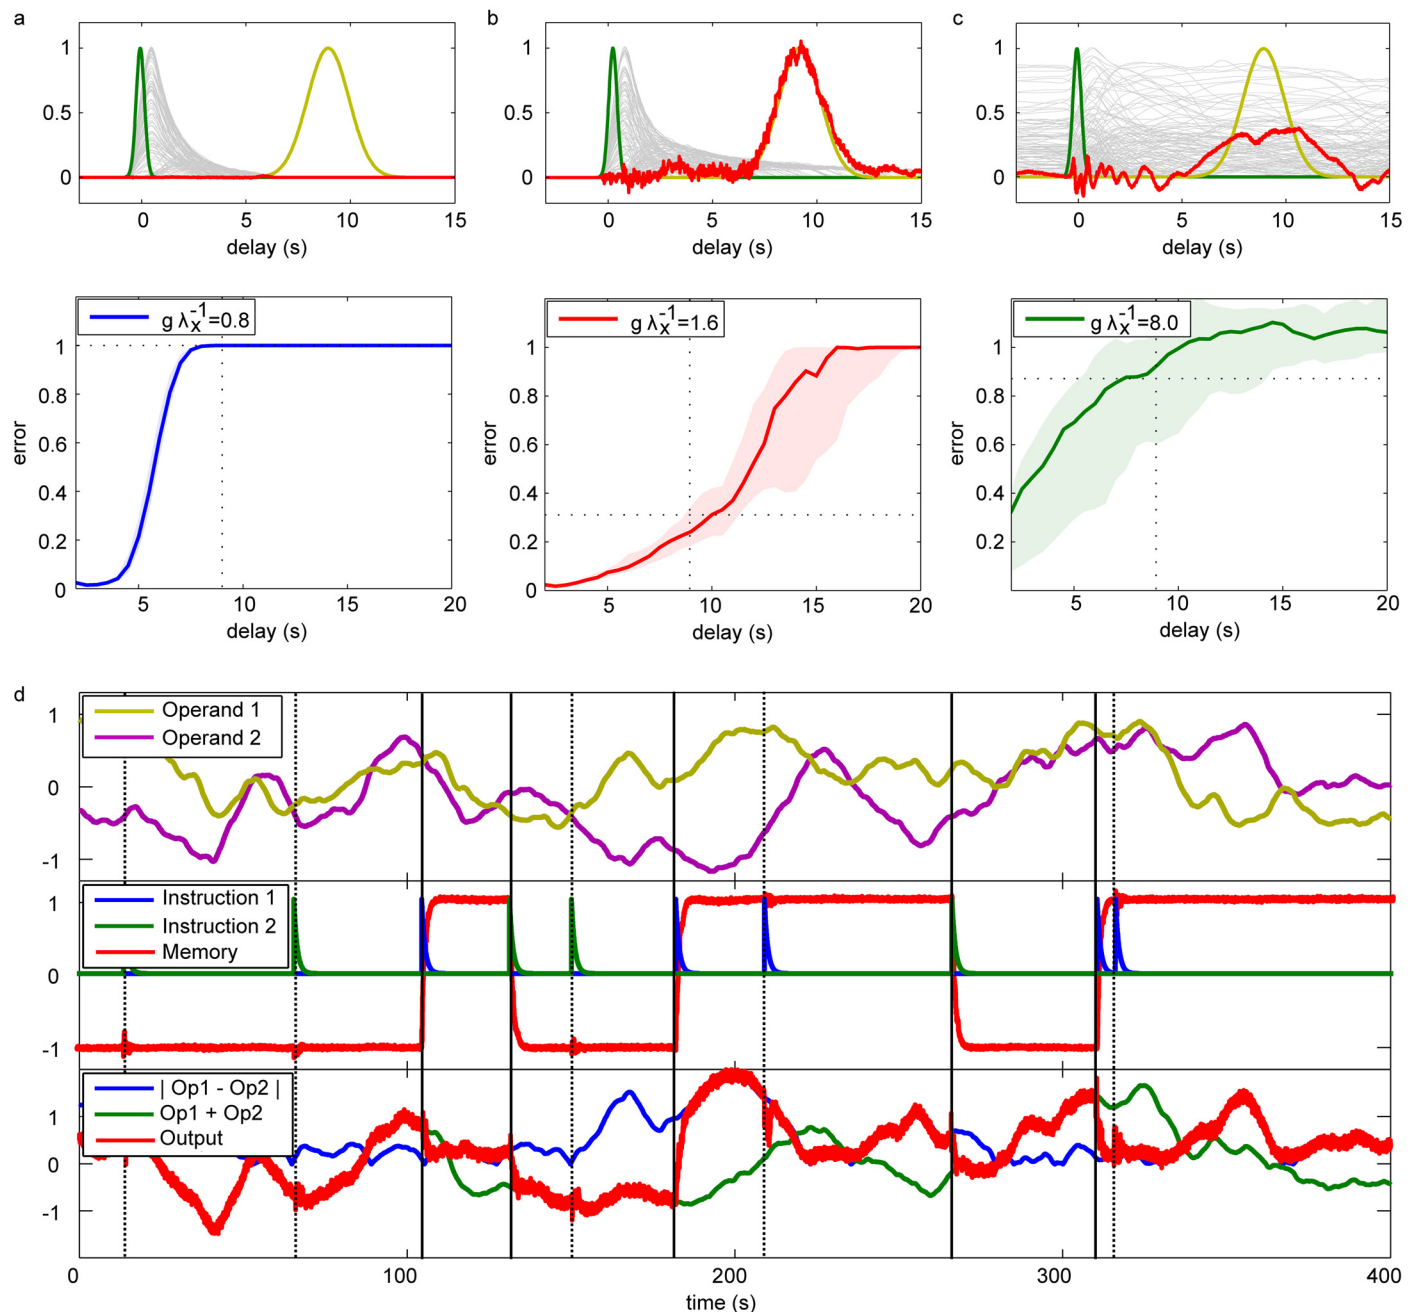 a
1
0.5
0
0 5 10 15
delay (s)
b
1
0.5
0
0 5 10 15
delay (s)
c
1
0.5
0
0 5 10 15
delay (s)
g λx^-1=0.8
1
0.8
0.6
0.4
0.2
0
error
5 10 15 20
delay (s)
g λx^-1=1.6
1
0.8
0.6
0.4
0.2
0
error
5 10 15 20
delay (s)
g λx^-1=8.0
1
0.8
0.6
0.4
0.2
error
5 10 15 20
delay (s)
d
Operand 1
Operand 2
1
0
-1
Instruction 1
Instruction 2
Memory
1
0
-1
| Op1 - Op2 |
Op1 + Op2
Output
1
0
-1
0 100 200 300 400
time (s)